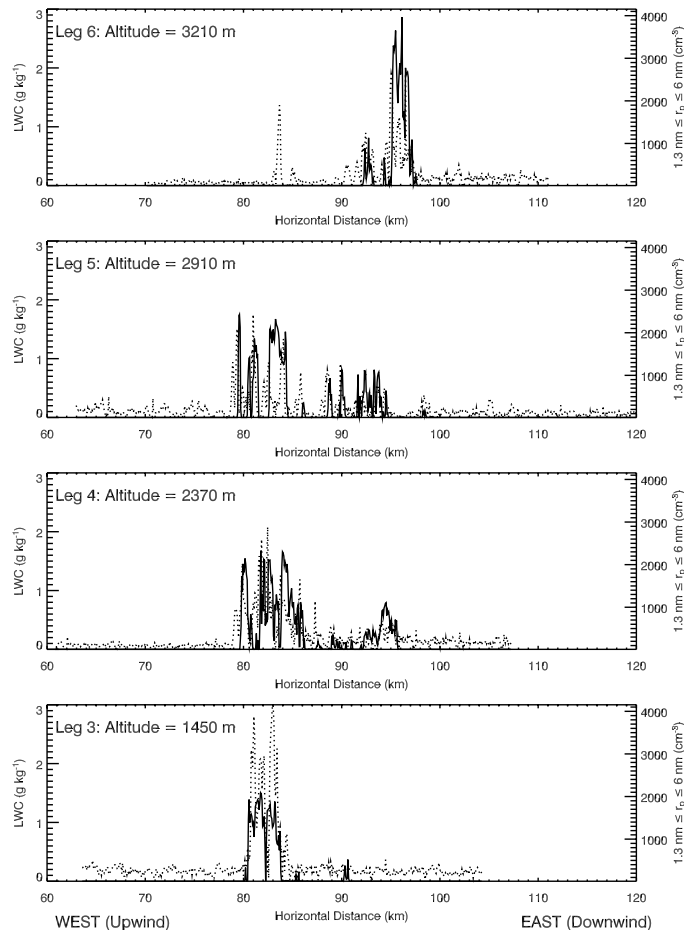 Leg 6: Altitude = 3210 m
LWC (g kg⁻¹)
3
2
1
0
4000
3000
2000
1000
1.3 nm ≤ rₚ ≤ 6 nm (cm⁻³)
60 70 80 90 100 110 120
Horizontal Distance (km)
Leg 5: Altitude = 2910 m
LWC (g kg⁻¹)
3
2
1
0
4000
3000
2000
1000
1.3 nm ≤ rₚ ≤ 6 nm (cm⁻³)
60 70 80 90 100 110 120
Horizontal Distance (km)
Leg 4: Altitude = 2370 m
LWC (g kg⁻¹)
3
2
1
0
4000
3000
2000
1000
1.3 nm ≤ rₚ ≤ 6 nm (cm⁻³)
60 70 80 90 100 110 120
Horizontal Distance (km)
Leg 3: Altitude = 1450 m
LWC (g kg⁻¹)
3
2
1
0
4000
3000
2000
1000
1.3 nm ≤ rₚ ≤ 6 nm (cm⁻³)
60 70 80 90 100 110 120
WEST (Upwind) Horizontal Distance (km) EAST (Downwind)